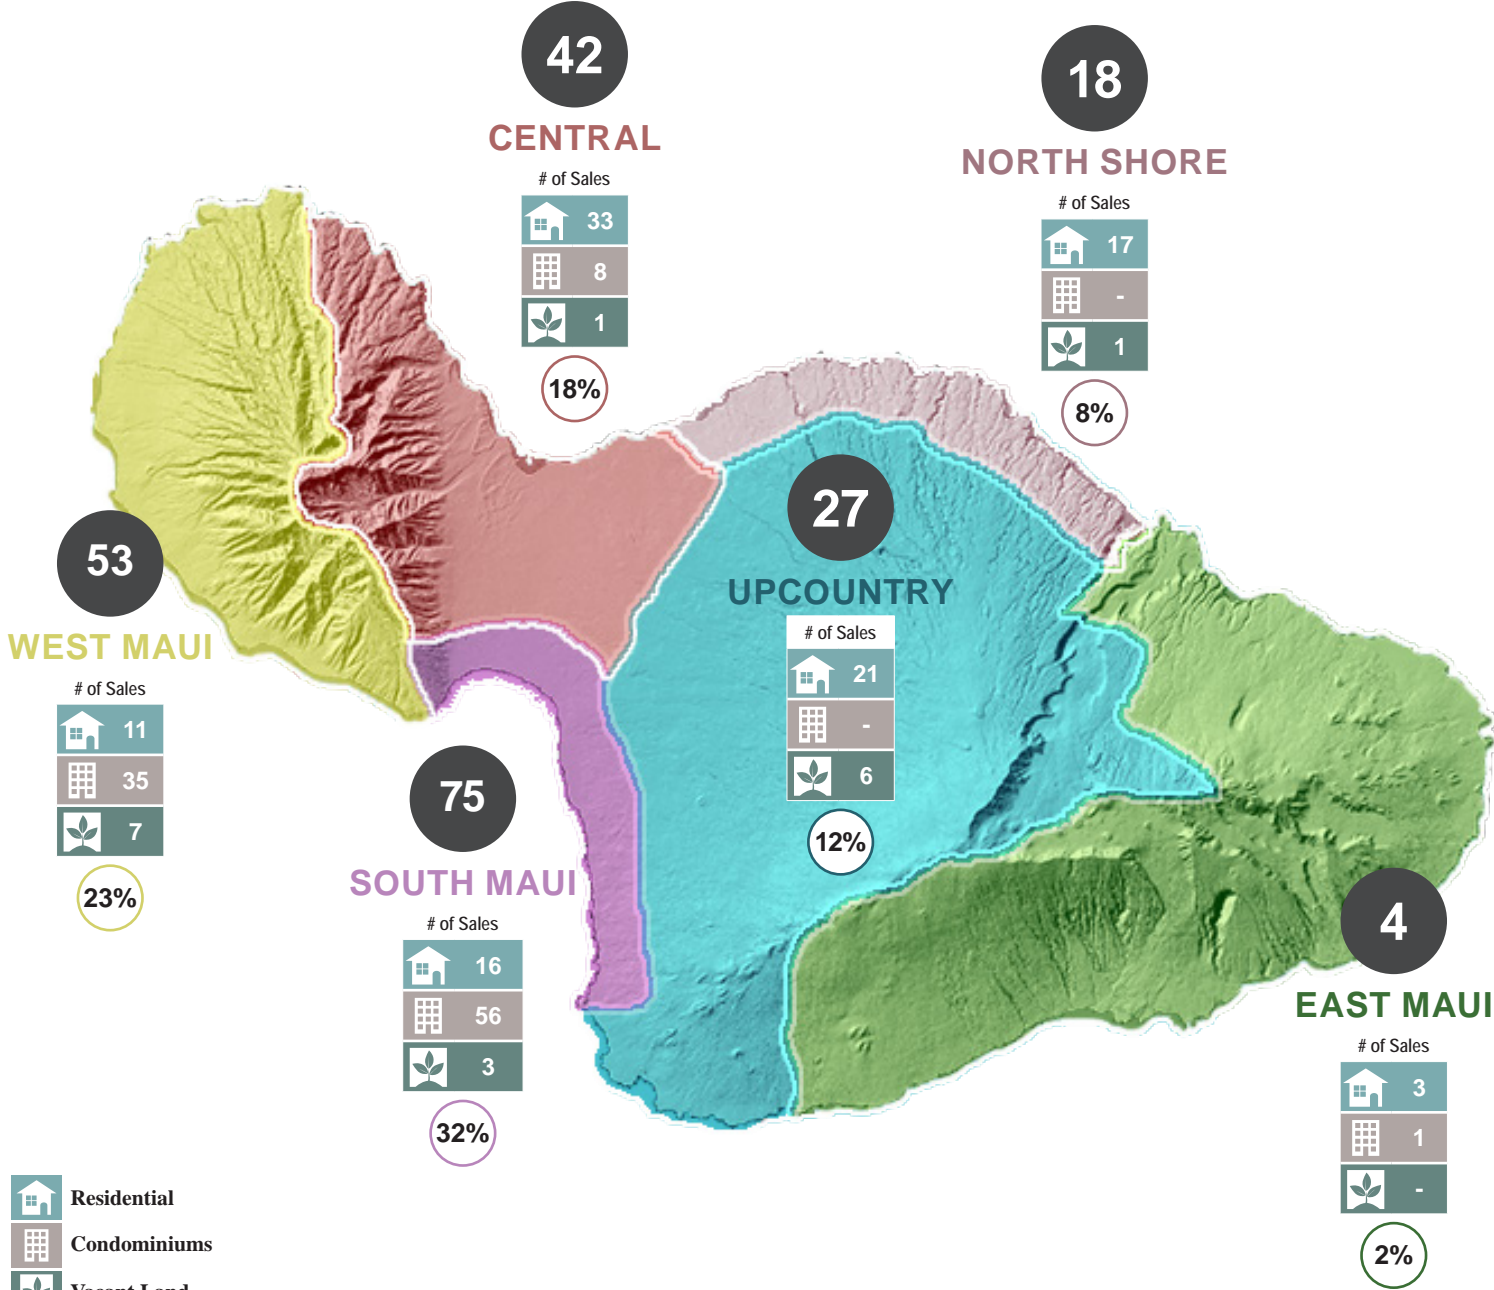 42
CENTRAL
# of Sales
33
8
1
18%
18
NORTH SHORE
# of Sales
17
-
1
8%
53
WEST MAUI
# of Sales
11
35
7
23%
27
UPCOUNTRY
# of Sales
21
-
6
12%
75
SOUTH MAUI
# of Sales
16
56
3
32%
4
EAST MAUI
# of Sales
3
1
-
2%
Residential
Condominiums
Vacant Land